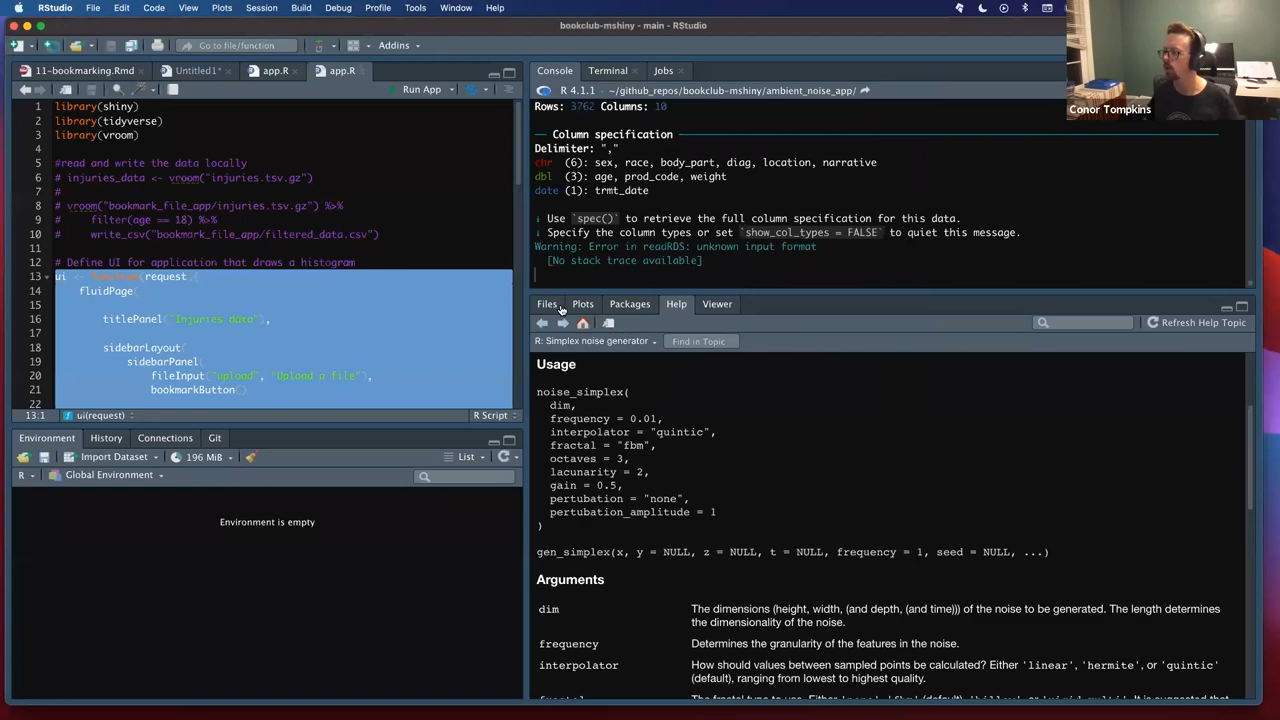 RStudio File Edit Code View Plots Session Build Debug Profile Tools Window Help
bookclub-mshiny - main - RStudio
Go to file/function Addins
11-bookmarking.Rmd Untitled1* app.R app.R
Run App
1 library(shiny)
2 library(tidyverse)
3 library(vroom)
4
5 #read and write the data locally
6 # injuries_data <- vroom("injuries.tsv.gz")
7 #
8 # vroom("bookmark_file_app/injuries.tsv.gz") %>%
9 #     filter(age == 18) %>%
10 #     write_csv("bookmark_file_app/filtered_data.csv")
11
12 # Define UI for application that draws a histogram
13 ui <- function(request){
14 fluidPage(
15
16 titlePanel("Injuries data"),
17
18 sidebarLayout(
19 sidebarPanel(
20 fileInput("upload", "Upload a file"),
21 bookmarkButton()
22
13:1 ui(request) R Script
Environment History Connections Git
Import Dataset 196 MiB List
R Global Environment
Environment is empty
Console Terminal Jobs
R 4.1.1 · ~/github_repos/bookclub-mshiny/ambient_noise_app/
Rows: 3762 Columns: 10
Column specification
Delimiter: ","
chr (6): sex, race, body_part, diag, location, narrative
dbl (3): age, prod_code, weight
date (1): trmt_date
Use `spec()` to retrieve the full column specification for this data.
Specify the column types or set `show_col_types = FALSE` to quiet this message.
Warning: Error in readRDS: unknown input format
[No stack trace available]
Files Plots Packages Help Viewer
Refresh Help Topic
R: Simplex noise generator Find in Topic
Usage
noise_simplex(
dim,
frequency = 0.01,
interpolator = "quintic",
fractal = "fbm",
octaves = 3,
lacunarity = 2,
gain = 0.5,
pertubation = "none",
pertubation_amplitude = 1
)
gen_simplex(x, y = NULL, z = NULL, t = NULL, frequency = 1, seed = NULL, ...)
Arguments
dim The dimensions (height, width, (and depth, (and time))) of the noise to be generated. The length determines
the dimensionality of the noise.
frequency Determines the granularity of the features in the noise.
interpolator How should values between sampled points be calculated? Either 'linear', 'hermite', or 'quintic'
(default), ranging from lowest to highest quality.
Conor Tompkins